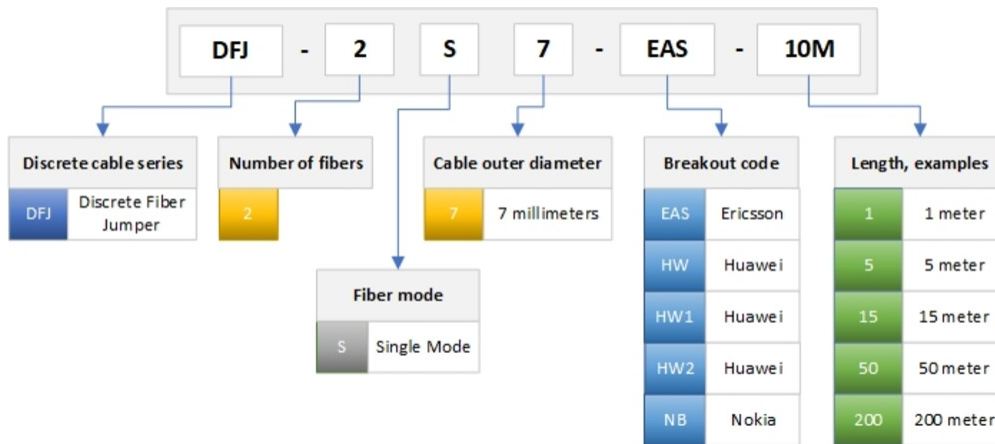 DFJ - 2 S 7 - EAS - 10M
Discrete cable series
DFJ Discrete Fiber
Jumper
Number of fibers
2
Fiber mode
S Single Mode
Cable outer diameter
7 7 millimeters
Breakout code
EAS Ericsson
HW Huawei
HW1 Huawei
HW2 Huawei
NB Nokia
Length, examples
1 1 meter
5 5 meter
15 15 meter
50 50 meter
200 200 meter